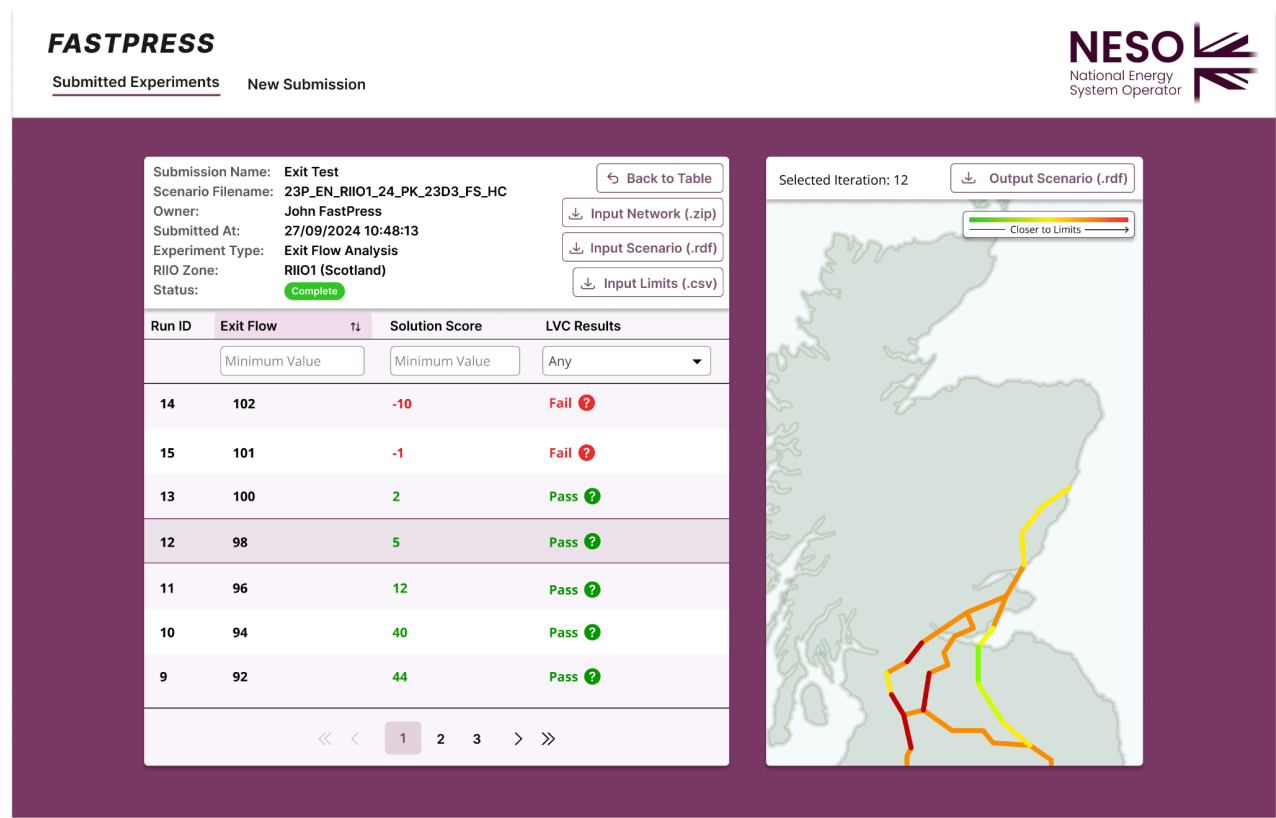 FASTPRESS
Submitted Experiments New Submission
NESO
National Energy
System Operator
Submission Name: Exit Test
Scenario Filename: 23P_EN_RIIO1_24_PK_23D3_FS_HC
Owner: John FastPress
Submitted At: 27/09/2024 10:48:13
Experiment Type: Exit Flow Analysis
RIIO Zone: RIIO1 (Scotland)
Status: Complete
Back to Table
Input Network (.zip)
Input Scenario (.rdf)
Input Limits (.csv)
Run ID Exit Flow Solution Score LVC Results
Minimum Value Minimum Value Any
14 102 -10 Fail ?
15 101 -1 Fail ?
13 100 2 Pass ?
12 98 5 Pass ?
11 96 12 Pass ?
10 94 40 Pass ?
9 92 44 Pass ?
1 2 3
Selected Iteration: 12 Output Scenario (.rdf)
Closer to Limits